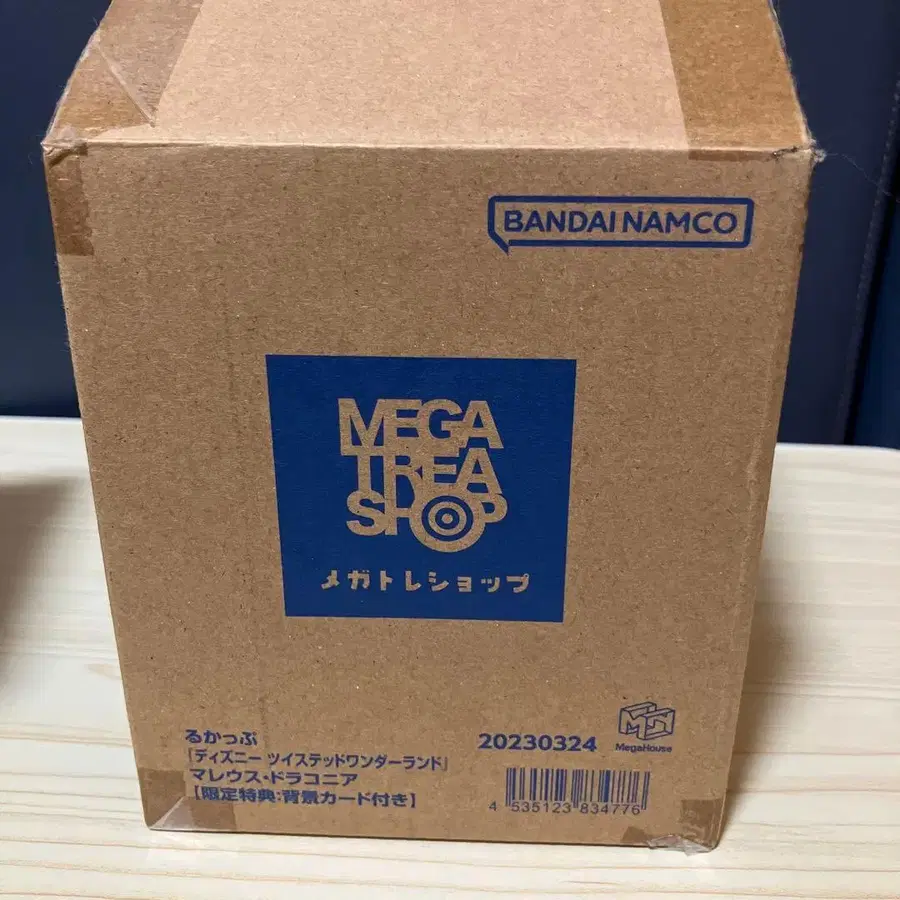 BANDAI NAMCO
MEGA
TREA
SHOP
メガトレショップ
るかっぷ
「ディズニー ツイステッドワンダーランド」
マレウス・ドラコニア
【限定特典:背景カード付き】
20230324
MegaHouse
4 535123 834776